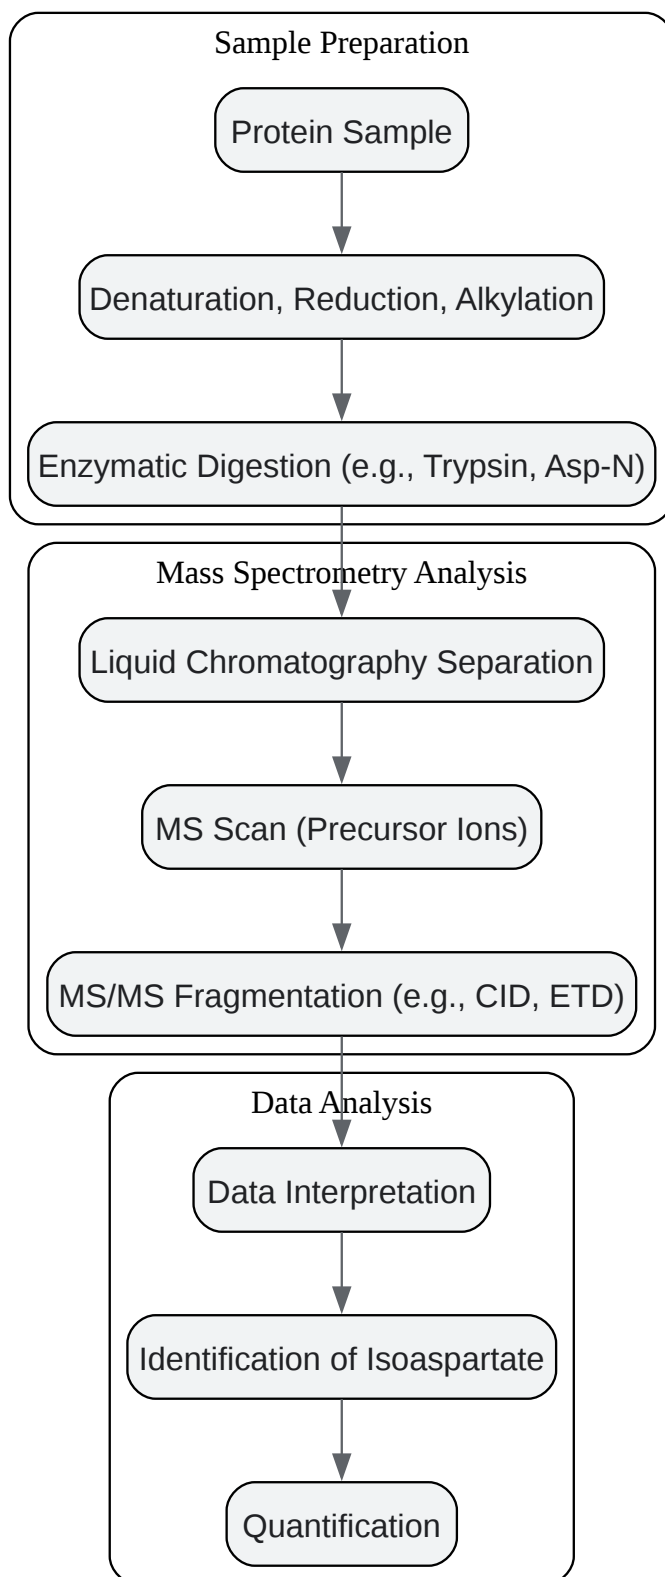 Sample Preparation
Protein Sample
Denaturation, Reduction, Alkylation
Enzymatic Digestion (e.g., Trypsin, Asp-N)
Mass Spectrometry Analysis
Liquid Chromatography Separation
MS Scan (Precursor Ions)
MS/MS Fragmentation (e.g., CID, ETD)
Data Analysis
Data Interpretation
Identification of Isoaspartate
Quantification